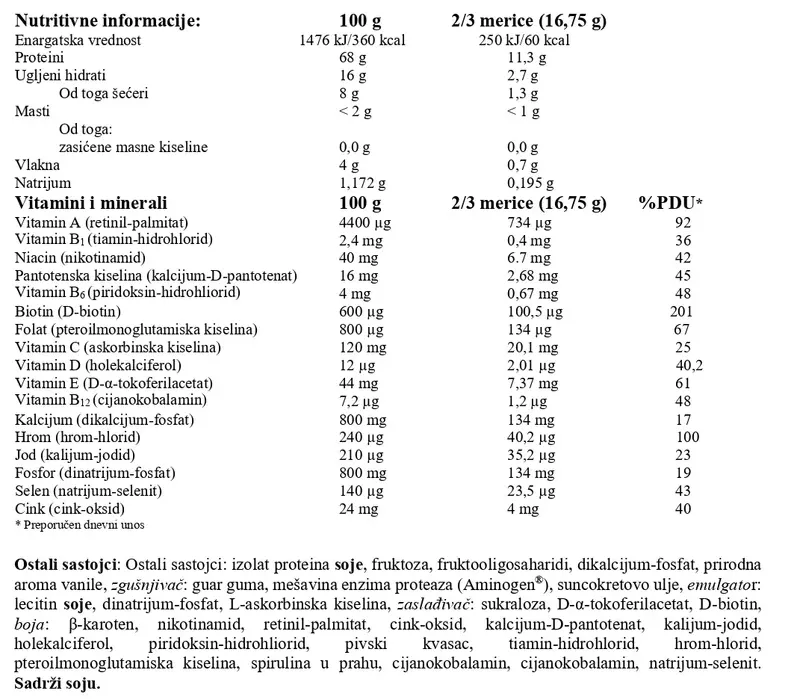 Nutritivne informacije: 100 g 2/3 merice (16,75 g)
Enargatska vrednost 1476 kJ/360 kcal 250 kJ/60 kcal
Proteini 68 g 11,3 g
Ugljeni hidrati 16 g 2,7 g
Od toga šećeri 8 g 1,3 g
Masti < 2 g < 1 g
Od toga:
zasićene masne kiseline 0,0 g 0,0 g
Vlakna 4 g 0,7 g
Natrijum 1,172 g 0,195 g
Vitamini i minerali 100 g 2/3 merice (16,75 g) %PDU*
Vitamin A (retinil-palmitat) 4400 µg 734 µg 92
Vitamin B1 (tiamin-hidrohlorid) 2,4 mg 0,4 mg 36
Niacin (nikotinamid) 40 mg 6.7 mg 42
Pantotenska kiselina (kalcijum-D-pantotenat) 16 mg 2,68 mg 45
Vitamin B6 (piridoksin-hidrohliorid) 4 mg 0,67 mg 48
Biotin (D-biotin) 600 µg 100,5 µg 201
Folat (pteroilmonoglutamiska kiselina) 800 µg 134 µg 67
Vitamin C (askorbinska kiselina) 120 mg 20,1 mg 25
Vitamin D (holekalciferol) 12 µg 2,01 µg 40,2
Vitamin E (D-α-tokoferilacetat) 44 mg 7,37 mg 61
Vitamin B12 (cijanokobalamin) 7,2 µg 1,2 µg 48
Kalcijum (dikalcijum-fosfat) 800 mg 134 mg 17
Hrom (hrom-hlorid) 240 µg 40,2 µg 100
Jod (kalijum-jodid) 210 µg 35,2 µg 23
Fosfor (dinatrijum-fosfat) 800 mg 134 mg 19
Selen (natrijum-selenit) 140 µg 23,5 µg 43
Cink (cink-oksid) 24 mg 4 mg 40
* Preporučen dnevni unos
Ostali sastojci: Ostali sastojci: izolat proteina soje, fruktoza, fruktooligosaharidi, dikalcijum-fosfat, prirodna
aroma vanile, zgušnjivač: guar guma, mešavina enzima proteaza (Aminogen®), suncokretovo ulje, emulgator:
lecitin soje, dinatrijum-fosfat, L-askorbinska kiselina, zaslađivač: sukraloza, D-α-tokoferilacetat, D-biotin,
boja: β-karoten, nikotinamid, retinil-palmitat, cink-oksid, kalcijum-D-pantotenat, kalijum-jodid,
holekalciferol, piridoksin-hidrohliorid, pivski kvasac, tiamin-hidrohlorid, hrom-hlorid,
pteroilmonoglutamiska kiselina, spirulina u prahu, cijanokobalamin, cijanokobalamin, natrijum-selenit.
Sadrži soju.